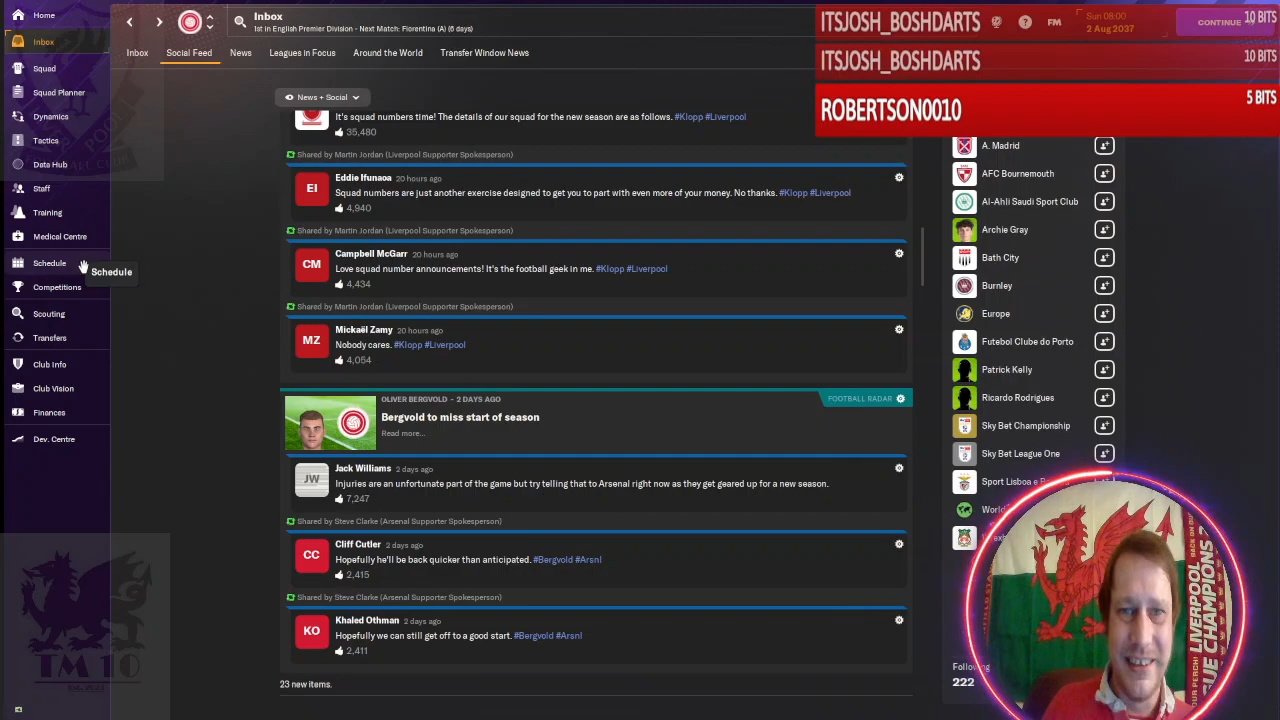 Home
Inbox
Squad
Squad Planner
Dynamics
Tactics
Data Hub
Staff
Training
Medical Centre
Schedule
Competitions
Scouting
Transfers
Club Info
Club Vision
Finances
Dev. Centre
Schedule
TM 10
Inbox
1st in English Premier Division - Next Match: Fiorentina (A) (6 days)
FM
Sun 08:00
2 Aug 2037
CONTINUE
ITSJOSH_BOSHDARTS
10 BITS
ITSJOSH_BOSHDARTS
10 BITS
ROBERTSON0010
5 BITS
Inbox
Social Feed
News
Leagues in Focus
Around the World
Transfer Window News
News + Social
It's squad numbers time! The details of our squad for the new season are as follows. #Klopp #Liverpool
35,480
Shared by Martin Jordan (Liverpool Supporter Spokesperson)
EI
Eddie Ifunaoa 20 hours ago
Squad numbers are just another exercise designed to get you to part with even more of your money. No thanks. #Klopp #Liverpool
4,940
Shared by Martin Jordan (Liverpool Supporter Spokesperson)
CM
Campbell McGarr 20 hours ago
Love squad number announcements! It's the football geek in me. #Klopp #Liverpool
4,434
Shared by Martin Jordan (Liverpool Supporter Spokesperson)
MZ
Mickaël Zamy 20 hours ago
Nobody cares. #Klopp #Liverpool
4,054
OLIVER BERGVOLD - 2 DAYS AGO
FOOTBALL RADAR
Bergvold to miss start of season
Read more...
JW
Jack Williams 2 days ago
Injuries are an unfortunate part of the game but try telling that to Arsenal right now as they get geared up for a new season.
7,247
Shared by Steve Clarke (Arsenal Supporter Spokesperson)
CC
Cliff Cutler 2 days ago
Hopefully he'll be back quicker than anticipated. #Bergvold #Arsnl
2,415
Shared by Steve Clarke (Arsenal Supporter Spokesperson)
KO
Khaled Othman 2 days ago
Hopefully we can still get off to a good start. #Bergvold #Arsnl
2,411
23 new items.
A. Madrid
AFC Bournemouth
Al-Ahli Saudi Sport Club
Archie Gray
Bath City
Burnley
Europe
Futebol Clube do Porto
Patrick Kelly
Ricardo Rodrigues
Sky Bet Championship
Sky Bet League One
Sport Lisboa e
Following
222
LIVERPOOL